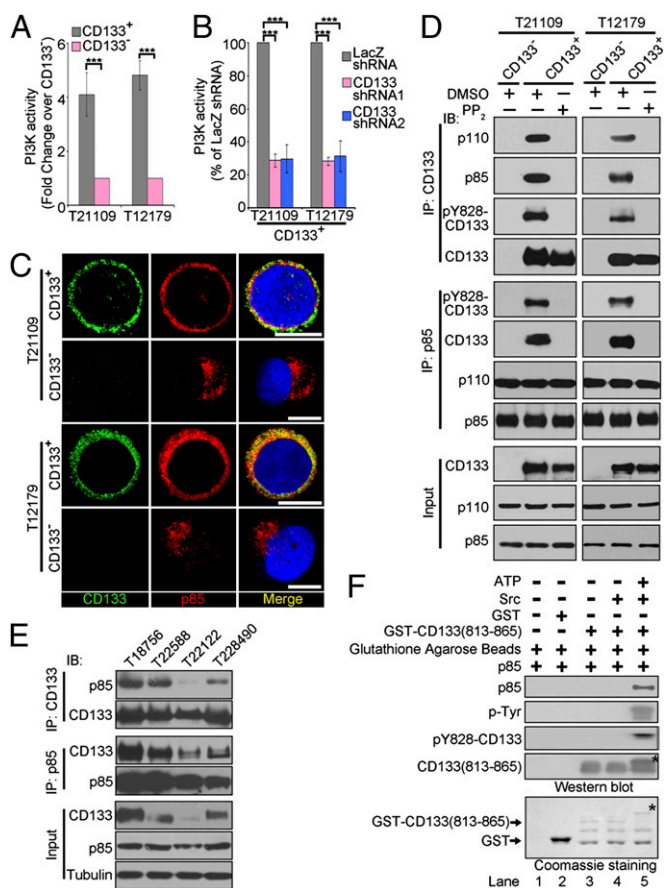 A
CD133+
CD133-
***
***
PI3K activity
(Fold Change over CD133-)
6
4
2
0
T21109
T12179
B
***
***
***
***
PI3K activity
(% of LacZ shRNA)
100
80
60
40
20
0
T21109 T12179
CD133+
LacZ
shRNA
CD133
shRNA1
CD133
shRNA2
C
T21109
CD133+
CD133-
T12179
CD133+
CD133-
CD133 p85 Merge
D
T21109 T12179
CD133- CD133+ CD133- CD133+
DMSO + + - + + -
PP2 - - + - - +
IB:
IP: CD133
p110
p85
pY828-
CD133
CD133
IP: p85
pY828-
CD133
CD133
p110
p85
Input
CD133
p110
p85
E
T18756 T22588 T22122 T228490
IB:
IP: CD133
p85
CD133
IP: p85
CD133
p85
Input
CD133
p85
Tubulin
F
ATP - - - - +
Src - - - + +
GST - + - - -
GST-CD133(813-865) - - + + +
Glutathione Agarose Beads + + + + +
p85 + + + + +
p85
p-Tyr
pY828-CD133
CD133(813-865)
*
Western blot
*
GST-CD133(813-865)
GST
Coomassie staining
Lane 1 2 3 4 5